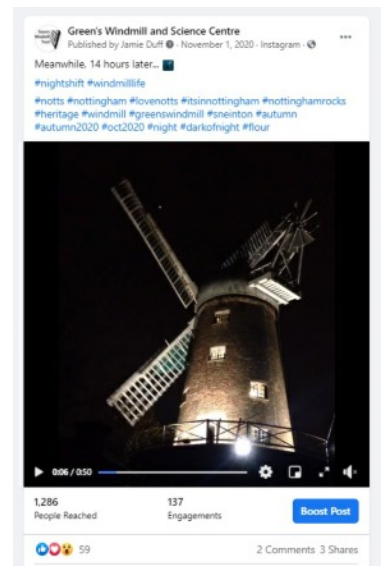 Green's Windmill and Science Centre
Published by Jamie Duff · November 1, 2020 · Instagram ·
Meanwhile, 14 hours later...
#nightshift #windmilllife
#notts #nottingham #lovenotts #itsinnottingham #nottinghamrocks
#heritage #windmill #greenswindmill #sneinton #autumn
#autumn2020 #oct2020 #night #darkofnight #flour
0:06 / 0:50
1,286 137
People Reached Engagements
Boost Post
59 2 Comments 3 Shares